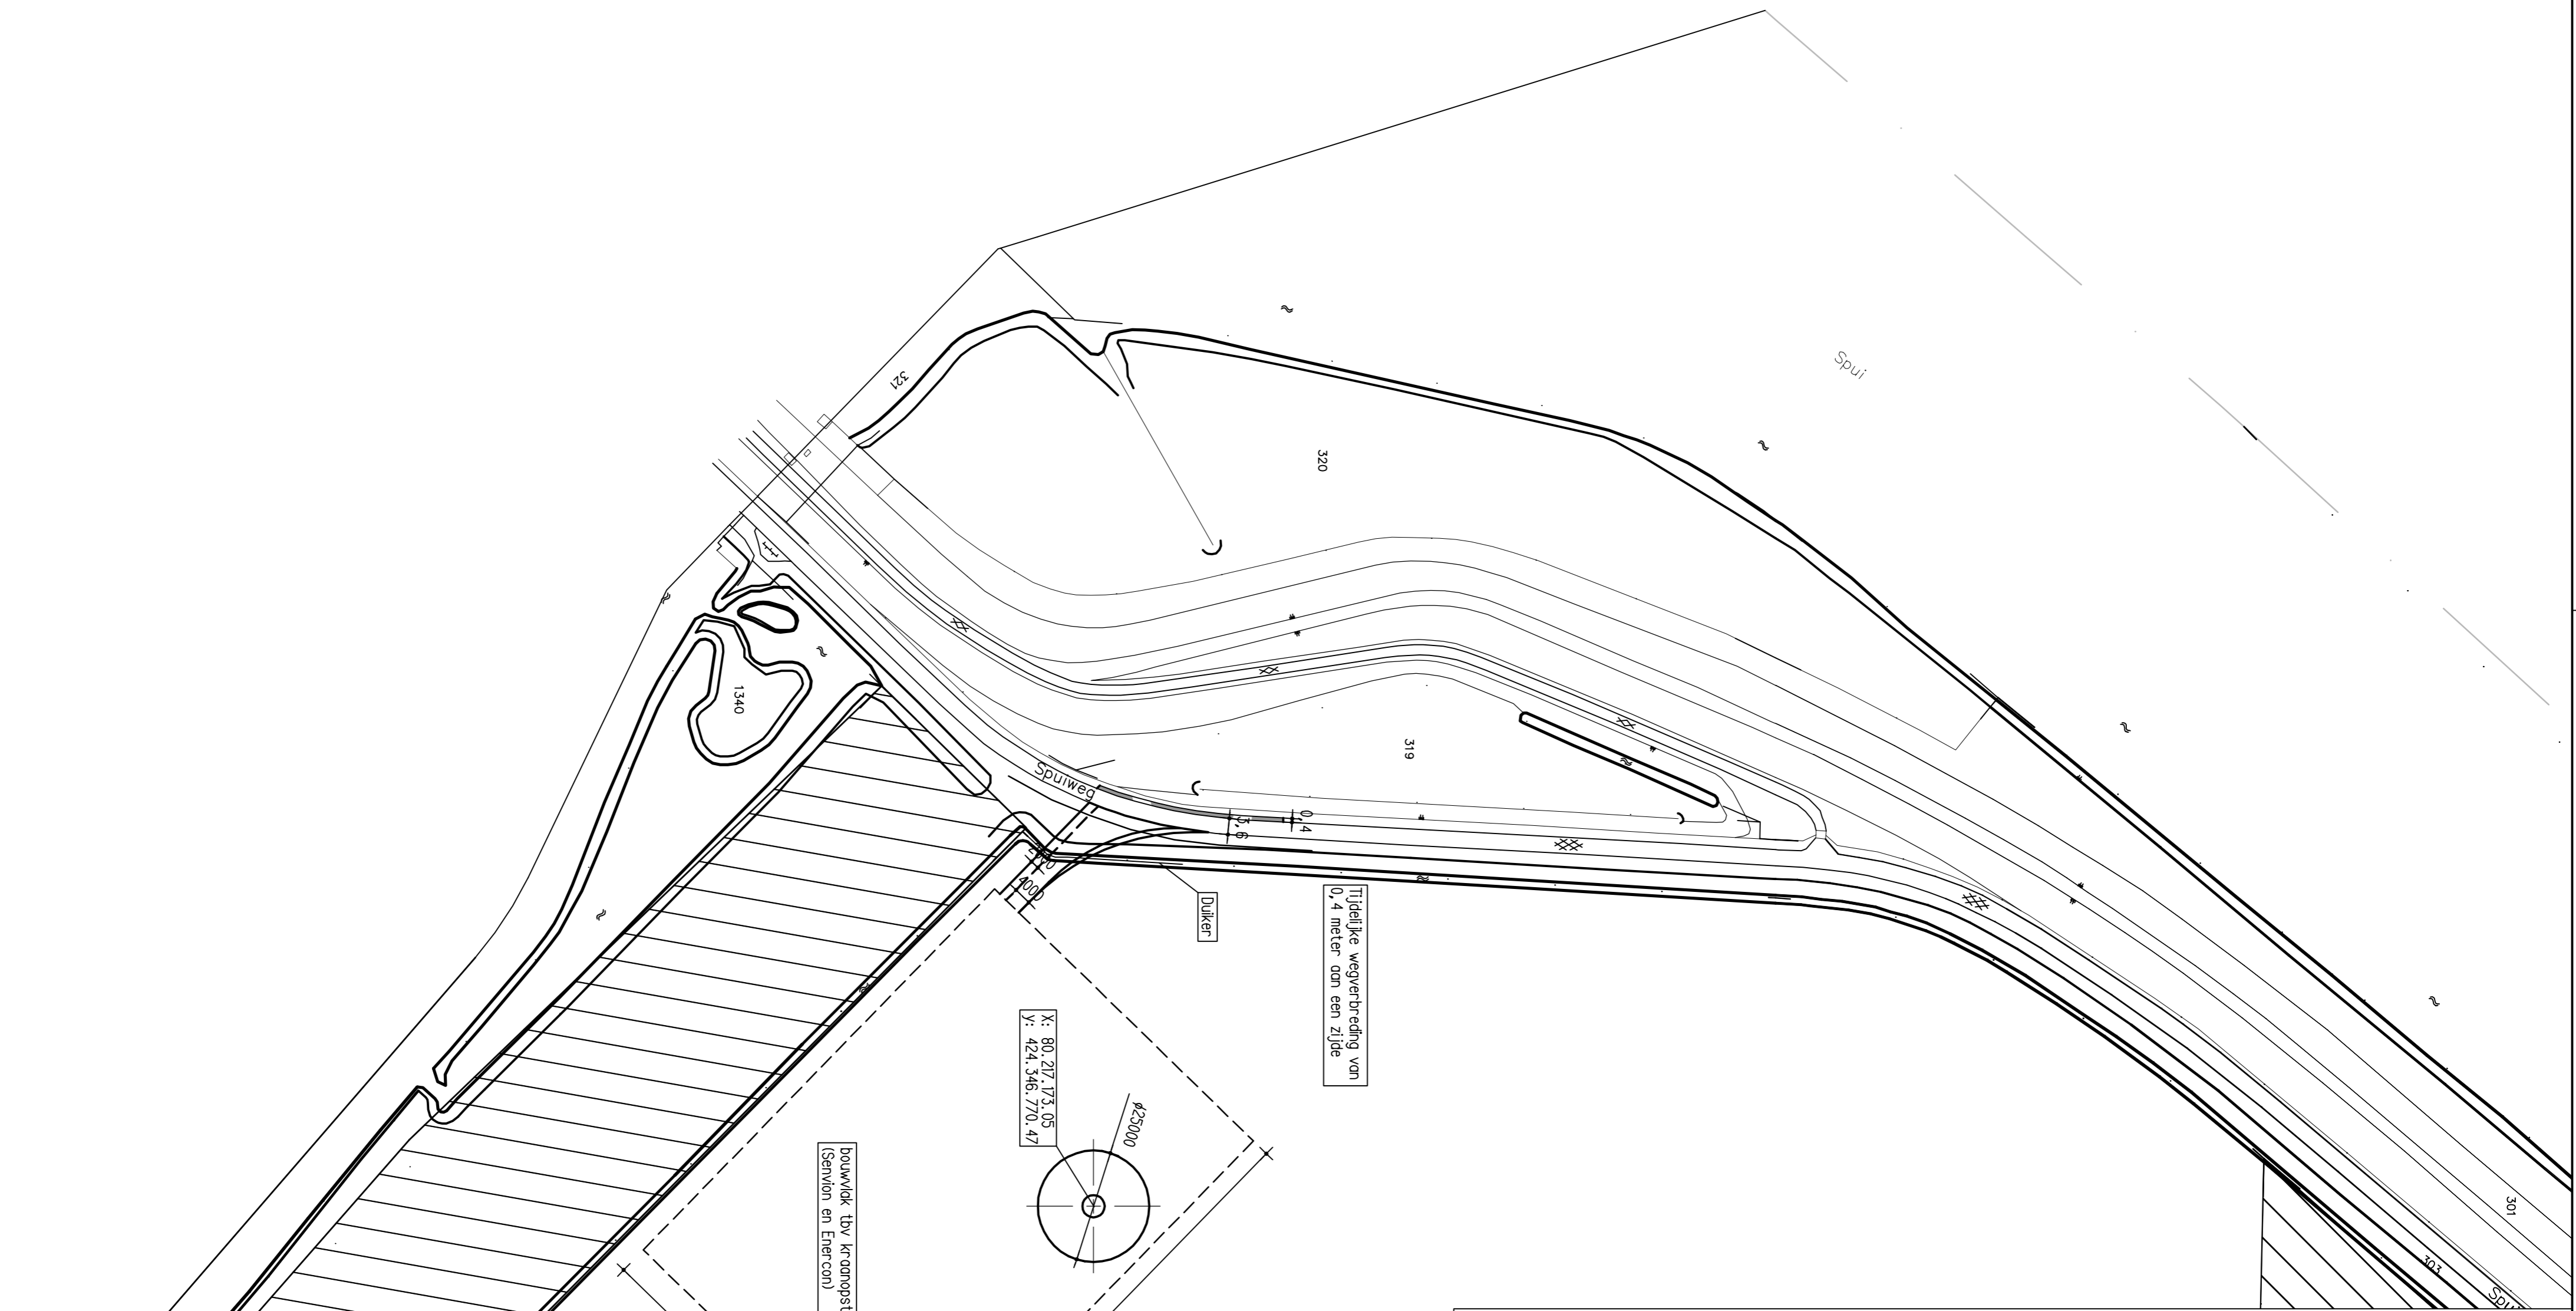 Spui
321
320
319
1340
Spuiweg
0,4
3,6
4000
Duiker
Tijdelijke wegverbreding van
0,4 meter aan een zijde
X: 80.217.173.05
y: 424.346.770.47
ø25000
bouwvlak tbv kraanopst
(Senvion en Enercon)
301
303